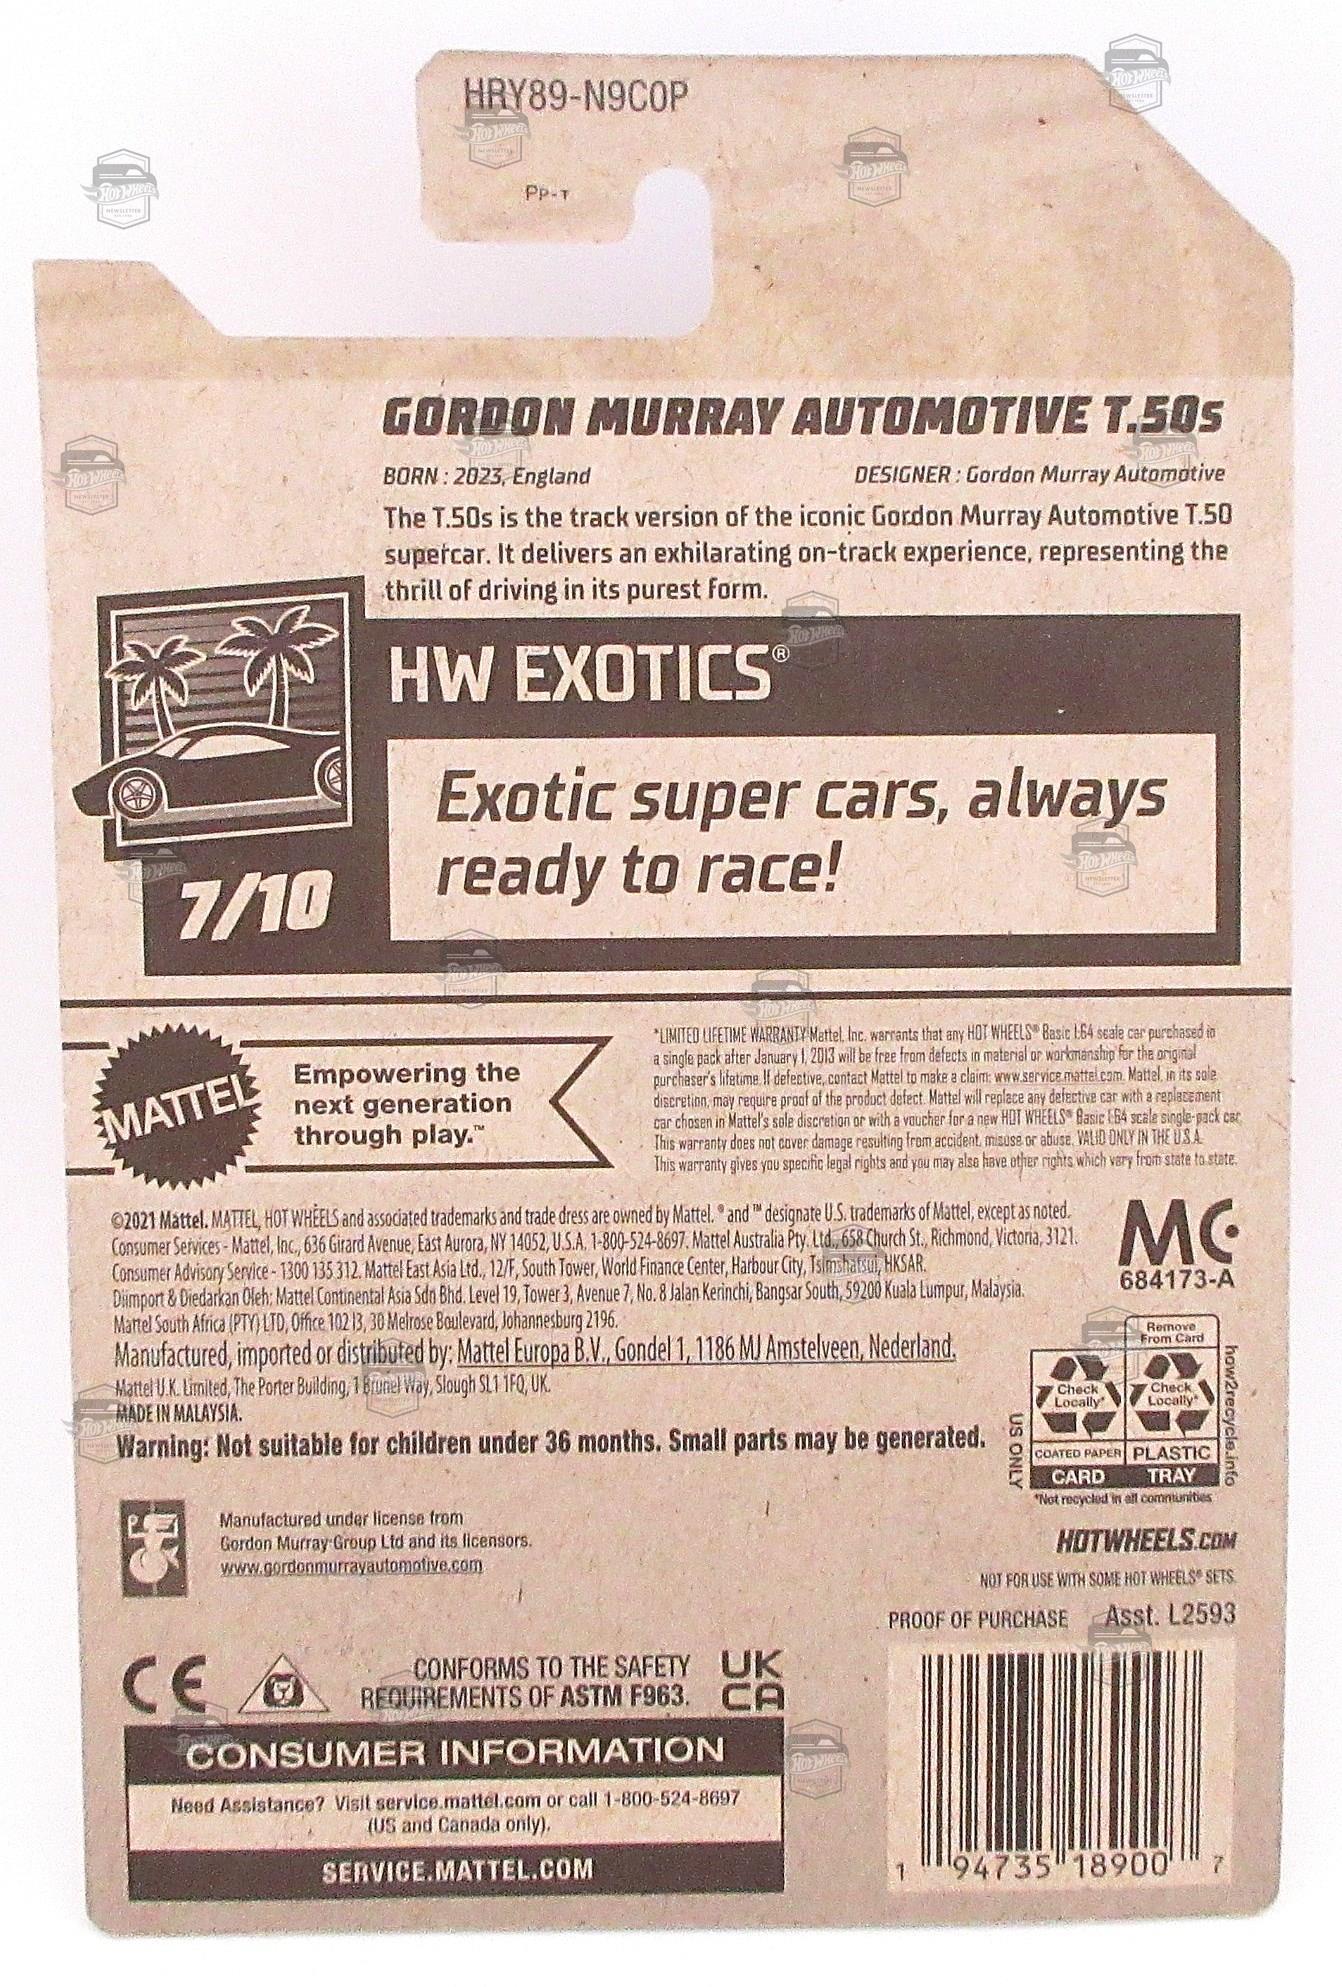 HRY89-N9C0P
PP-T
GORDON MURRAY AUTOMOTIVE T.50s
BORN : 2023, England
DESIGNER : Gordon Murray Automotive
The T.50s is the track version of the iconic Gordon Murray Automotive T.50
supercar. It delivers an exhilarating on-track experience, representing the
thrill of driving in its purest form.
HW EXOTICS®
Exotic super cars, always
ready to race!
7/10
MATTEL
Empowering the
next generation
through play.™
*LIMITED LIFETIME WARRANTY Mattel, Inc. warrants that any HOT WHEELS® Basic 1:64 scale car purchased in
a single pack after January 1, 2013 will be free from defects in material or workmanship for the original
purchaser's lifetime. If defective, contact Mattel to make a claim: www.service.mattel.com. Mattel, in its sole
discretion, may require proof of the product defect. Mattel will replace any defective car with a replacement
car chosen in Mattel's sole discretion or with a voucher for a new HOT WHEELS® Basic 1:64 scale single-pack car.
This warranty does not cover damage resulting from accident, misuse or abuse. VALID ONLY IN THE U.S.A.
This warranty gives you specific legal rights and you may also have other rights which vary from state to state.
©2021 Mattel. MATTEL, HOT WHEELS and associated trademarks and trade dress are owned by Mattel. ® and ™ designate U.S. trademarks of Mattel, except as noted.
Consumer Services - Mattel, Inc., 636 Girard Avenue, East Aurora, NY 14052, U.S.A. 1-800-524-8697. Mattel Australia Pty. Ltd., 658 Church St., Richmond, Victoria, 3121.
Consumer Advisory Service - 1300 135 312. Mattel East Asia Ltd., 12/F, South Tower, World Finance Center, Harbour City, Tsimshatsui, HKSAR.
Diimport & Diedarkan Oleh: Mattel Continental Asia Sdn Bhd. Level 19, Tower 3, Avenue 7, No. 8 Jalan Kerinchi, Bangsar South, 59200 Kuala Lumpur, Malaysia.
Mattel South Africa (PTY) LTD, Office 102 I3, 30 Melrose Boulevard, Johannesburg 2196.
Manufactured, imported or distributed by: Mattel Europa B.V., Gondel 1, 1186 MJ Amstelveen, Nederland.
Mattel U.K. Limited, The Porter Building, 1 Brunel Way, Slough SL1 1FQ, UK.
MADE IN MALAYSIA.
Warning: Not suitable for children under 36 months. Small parts may be generated.
MC
684173-A
Remove
From Card
Check
Locally*
Check
Locally*
COATED PAPER
PLASTIC
CARD
TRAY
US ONLY
how2recycle.info
*Not recycled in all communities
Manufactured under license from
Gordon Murray Group Ltd and its licensors.
www.gordonmurrayautomotive.com
HOTWHEELS.COM
NOT FOR USE WITH SOME HOT WHEELS® SETS.
PROOF OF PURCHASE
Asst. L2593
CE
CONFORMS TO THE SAFETY
REQUIREMENTS OF ASTM F963.
UK
CA
CONSUMER INFORMATION
Need Assistance? Visit service.mattel.com or call 1-800-524-8697
(US and Canada only).
SERVICE.MATTEL.COM
1 94735 18900 7
Hot Wheels
NEWSLETTER